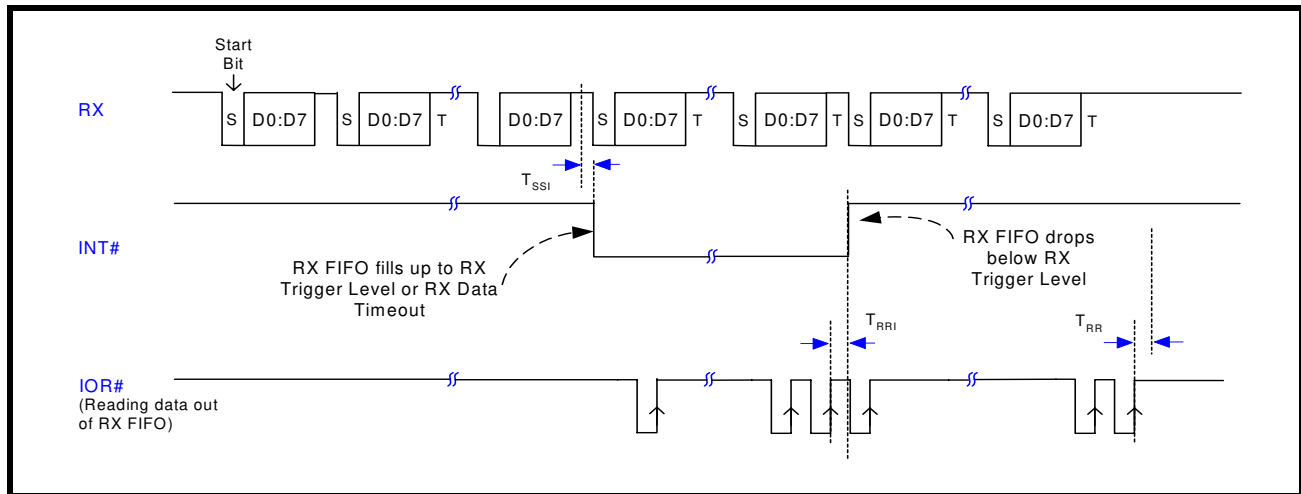 Start
Bit
RX
S D0:D7 S D0:D7 T D0:D7 S D0:D7 T S D0:D7 T S D0:D7 T S D0:D7 T
TSSI
INT#
RX FIFO fills up to RX
Trigger Level or RX Data
Timeout
RX FIFO drops
below RX
Trigger Level
TRRI
TRR
IOR#
(Reading data out
of RX FIFO)